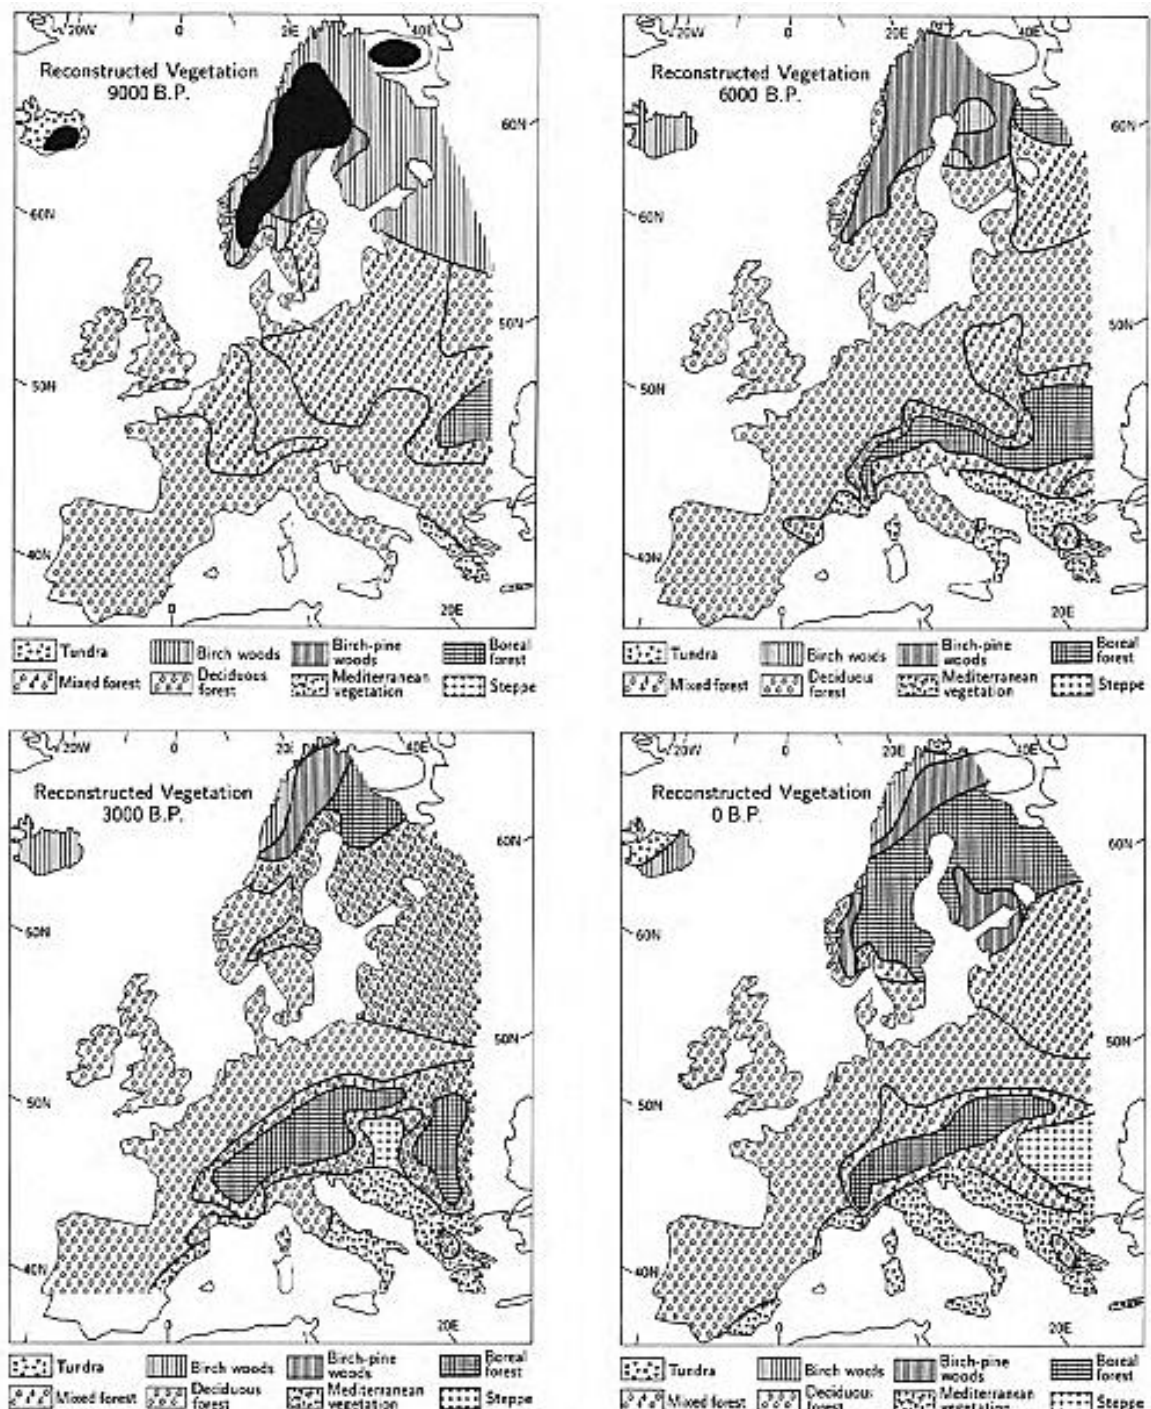 20W 0 2E 40E
Reconstructed Vegetation
9000 B.P.
60N
60N
50N
50N
40N
0 20E
Tundra Birch woods Birch-pine woods Boreal forest
Mixed forest Deciduous forest Mediterranean vegetation Steppe
20W 0 20E 40E
Reconstructed Vegetation
6000 B.P.
60N
60N
50N
50N
40N
0 20E
Tundra Birch woods Birch-pine woods Boreal forest
Mixed forest Deciduous forest Mediterranean vegetation Steppe
20W 0 40E
Reconstructed Vegetation
3000 B.P.
60N
60N
50N
50N
40N
0 20E
Tundra Birch woods Birch-pine woods Boreal forest
Mixed forest Deciduous forest Mediterranean vegetation Steppe
20W 0 20E 40E
Reconstructed Vegetation
0 B.P.
60N
60N
50N
50N
40N
0 20E
Tundra Birch woods Birch-pine woods Boreal forest
Mixed forest Deciduous forest Mediterranean vegetation Steppe